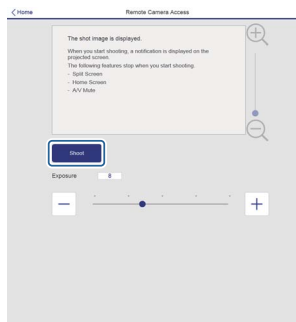 Home
Remote Camera Access
The shot image is displayed.
When you start shooting, a notification is displayed on the
projected screen.
The following features stop when you start shooting.
- Split Screen
- Home Screen
- A/V Mute
Shoot
Exposure 8